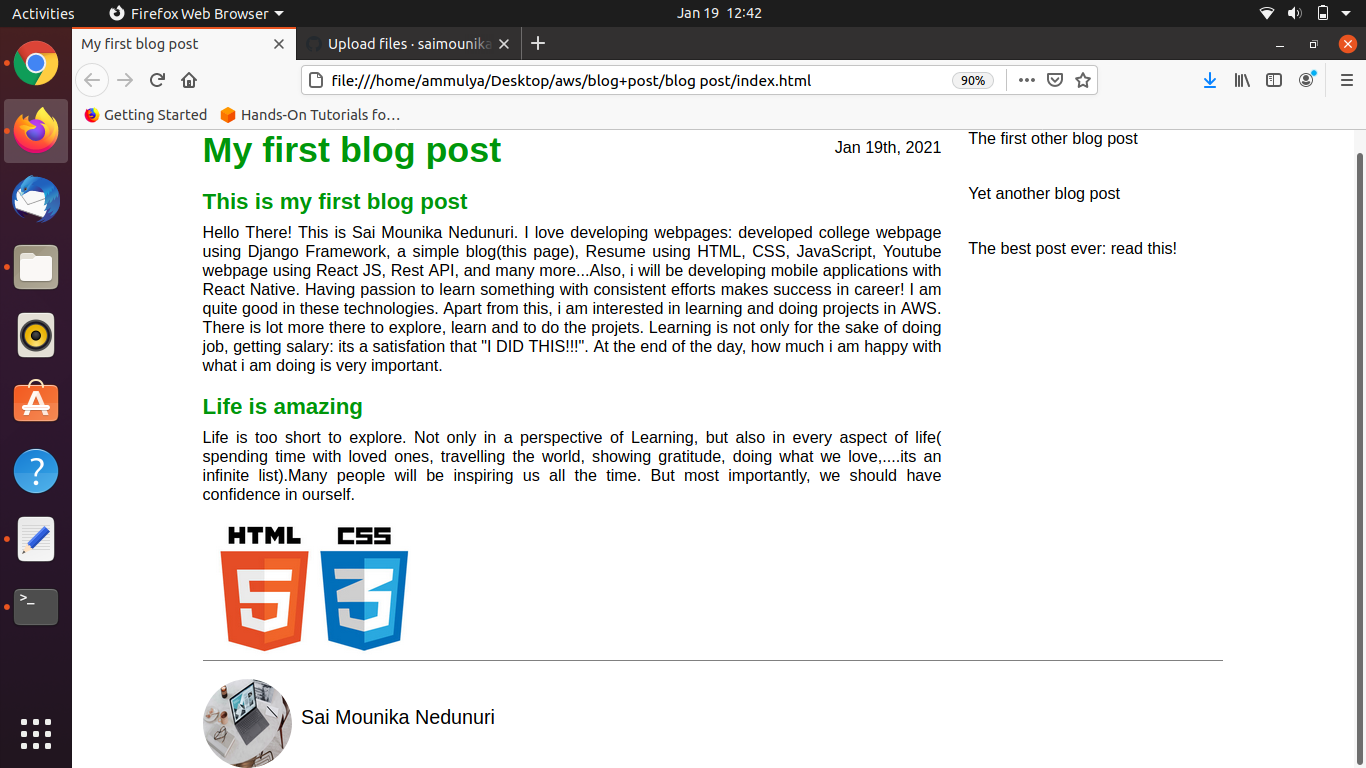 Activities
Firefox Web Browser
Jan 19 12:42
My first blog post
Upload files · saimounika
file:///home/ammulya/Desktop/aws/blog+post/blog post/index.html
90%
Getting Started
Hands-On Tutorials fo…
My first blog post
Jan 19th, 2021
This is my first blog post
Hello There! This is Sai Mounika Nedunuri. I love developing webpages: developed college webpage
using Django Framework, a simple blog(this page), Resume using HTML, CSS, JavaScript, Youtube
webpage using React JS, Rest API, and many more...Also, i will be developing mobile applications with
React Native. Having passion to learn something with consistent efforts makes success in career! I am
quite good in these technologies. Apart from this, i am interested in learning and doing projects in AWS.
There is lot more there to explore, learn and to do the projets. Learning is not only for the sake of doing
job, getting salary: its a satisfation that "I DID THIS!!!". At the end of the day, how much i am happy with
what i am doing is very important.
Life is amazing
Life is too short to explore. Not only in a perspective of Learning, but also in every aspect of life(
spending time with loved ones, travelling the world, showing gratitude, doing what we love,....its an
infinite list).Many people will be inspiring us all the time. But most importantly, we should have
confidence in ourself.
HTML CSS
5 3
Sai Mounika Nedunuri
The first other blog post
Yet another blog post
The best post ever: read this!